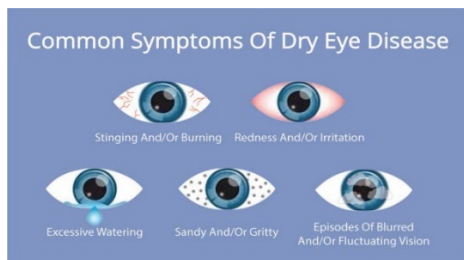 Common Symptoms Of Dry Eye Disease
Stinging And/Or Burning
Redness And/Or Irritation
Excessive Watering
Sandy And/Or Gritty
Episodes Of Blurred
And/Or Fluctuating Vision